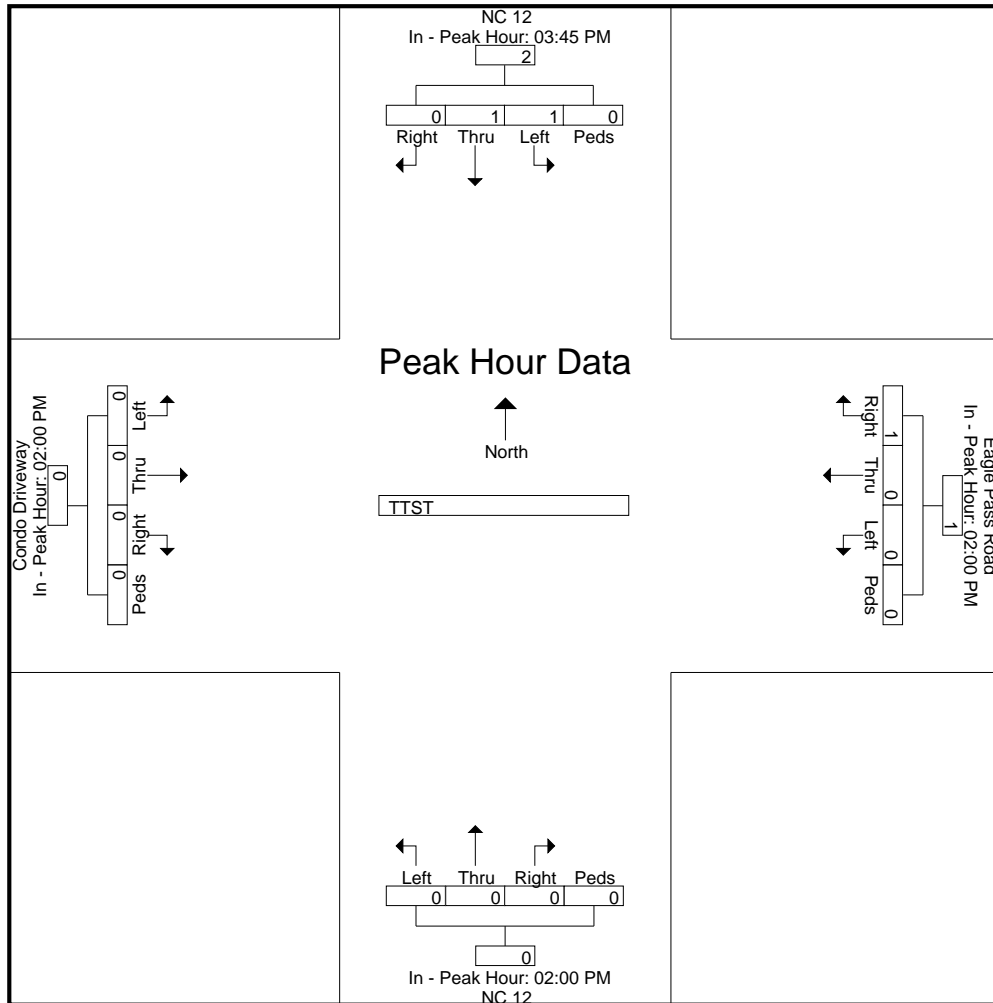 NC 12
In - Peak Hour: 03:45 PM
2
0 1 1 0
Right Thru Left Peds
Peak Hour Data
North
TTST
Condo Driveway
In - Peak Hour: 02:00 PM
0
0 0 0 0
Left Thru Right Peds
Eagle Pass Road
In - Peak Hour: 02:00 PM
1
1 0 0 0
Right Thru Left Peds
Left Thru Right Peds
0 0 0 0
0
In - Peak Hour: 02:00 PM
NC 12